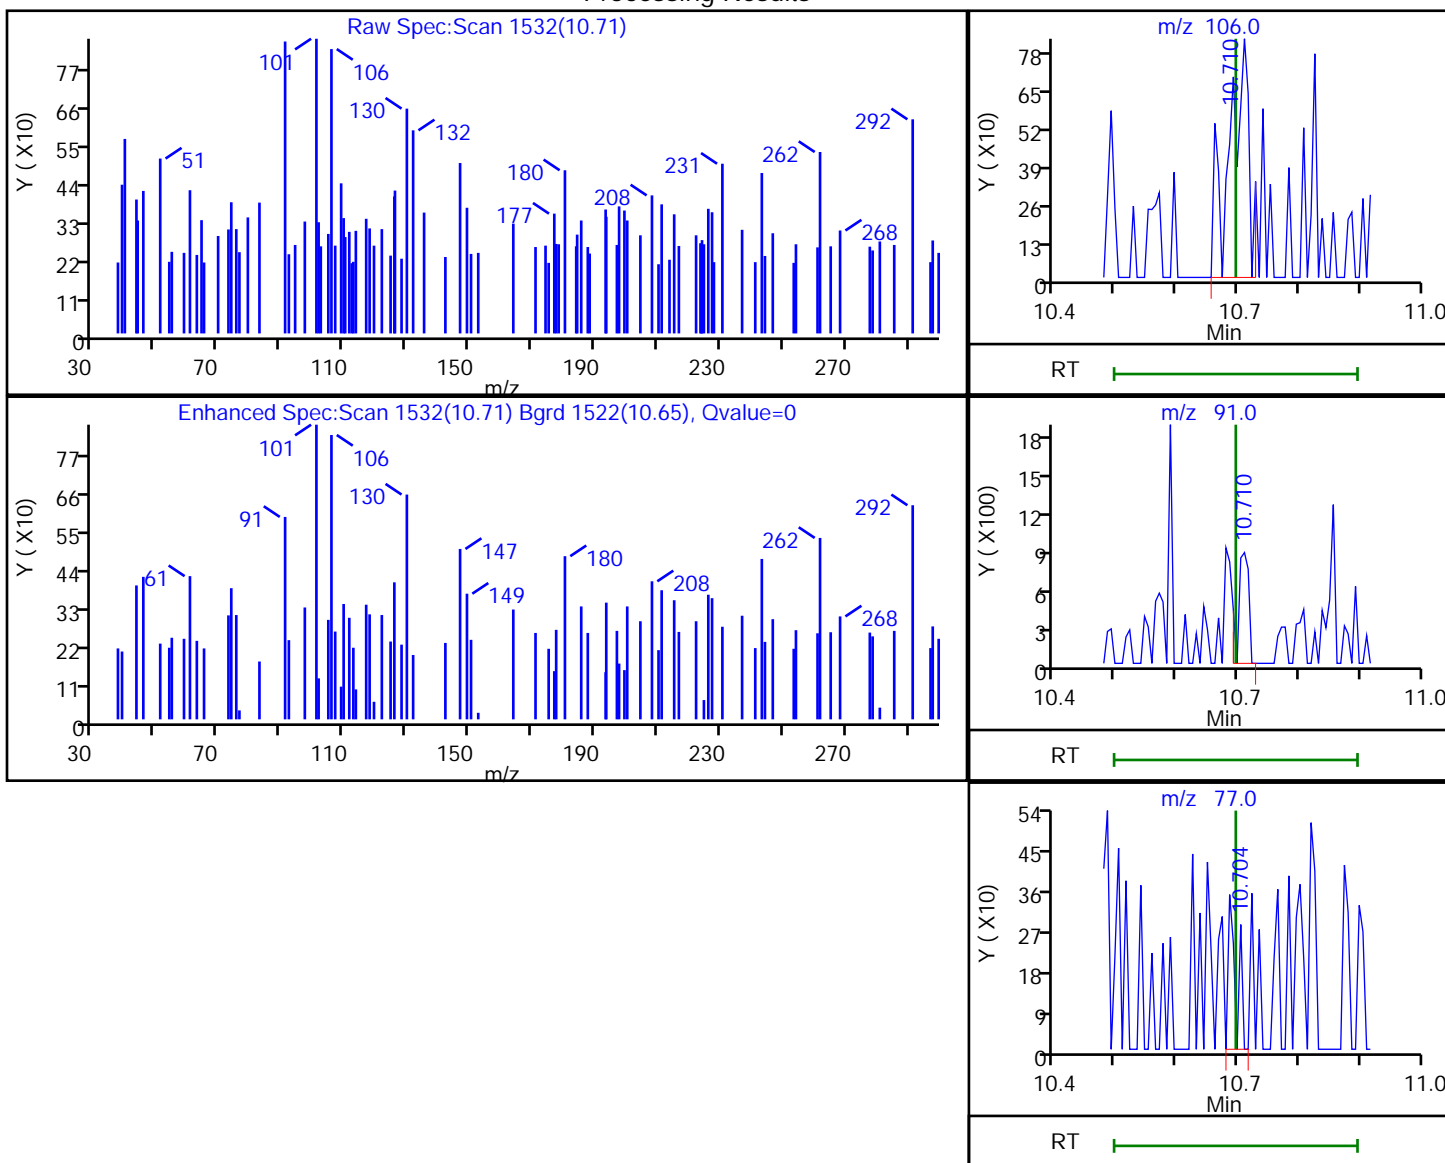 Processing Results
Raw Spec:Scan 1532(10.71)
Y ( X10)
77
66
55
44
33
22
11
0
51
101
106
130
132
177
180
208
231
262
268
292
30 70 110 150 190 230 270
m/z
m/z 106.0
Y ( X10)
78
65
52
39
26
13
0
10.710
10.4 10.7 11.0
Min
RT
Enhanced Spec:Scan 1532(10.71) Bgrd 1522(10.65), Qvalue=0
Y ( X10)
77
66
55
44
33
22
11
0
61
91
101
106
130
147
149
180
208
262
268
292
30 70 110 150 190 230 270
m/z
m/z 91.0
Y ( X100)
18
15
12
9
6
3
0
10.710
10.4 10.7 11.0
Min
RT
m/z 77.0
Y ( X10)
54
45
36
27
18
9
0
10.704
10.4 10.7 11.0
Min
RT